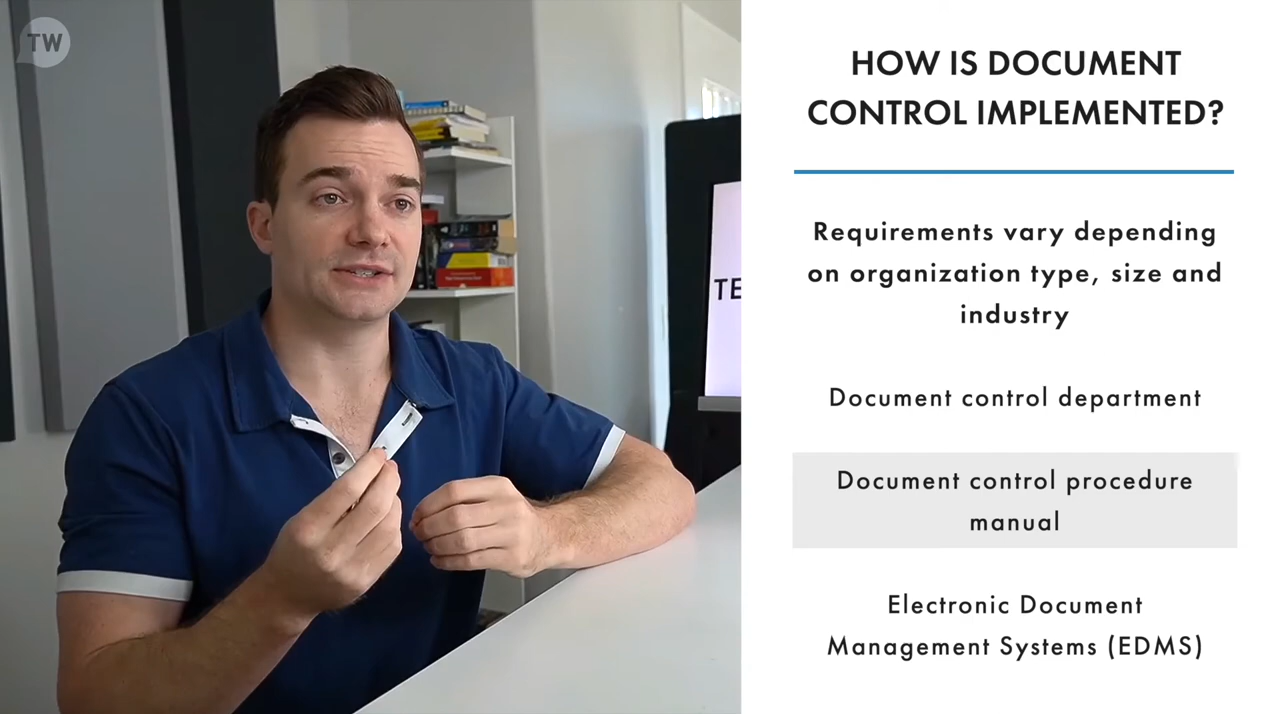 TW
HOW IS DOCUMENT
CONTROL IMPLEMENTED?
TE
Requirements vary depending
on organization type, size and
industry
Document control department
Document control procedure
manual
Electronic Document
Management Systems (EDMS)